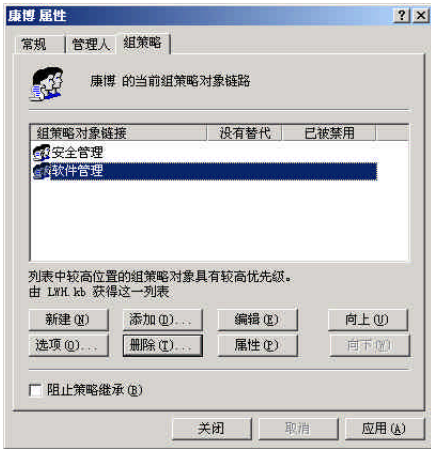 康博 属性
常规 管理人 组策略
康博 的当前组策略对象链路
组策略对象链接 没有替代 已被禁用
安全管理
软件管理
列表中较高位置的组策略对象具有较高优先级。
由 LWH.kb 获得这一列表
新建(N) 添加(D)... 编辑(E) 向上(U)
选项(O)... 删除(T)... 属性(P) 向下(W)
阻止策略继承(B)
关闭 取消 应用(A)